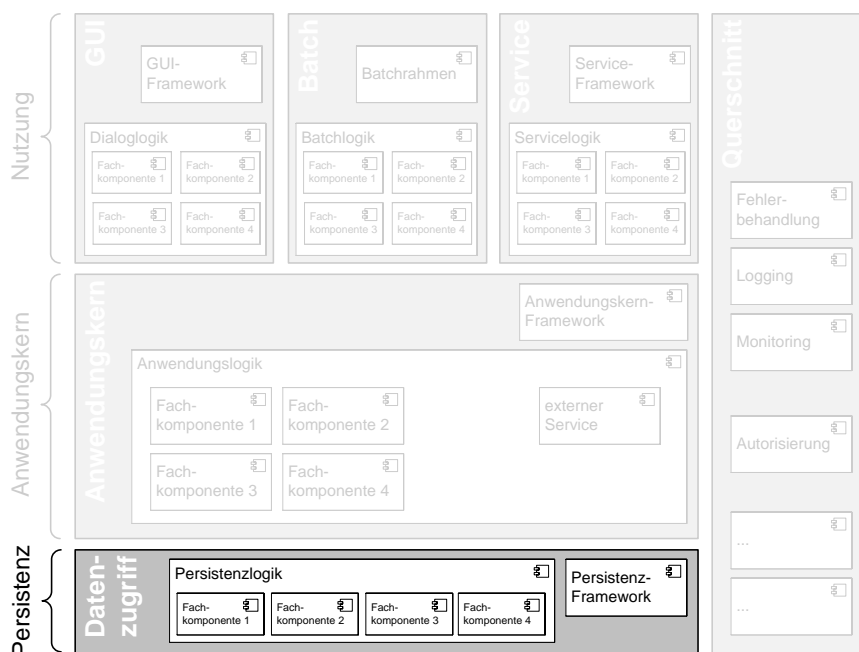 Nutzung
GUI
GUI-
Framework
Dialoglogik
Fach-
komponente 1
Fach-
komponente 2
Fach-
komponente 3
Fach-
komponente 4
Batch
Batchrahmen
Batchlogik
Fach-
komponente 1
Fach-
komponente 2
Fach-
komponente 3
Fach-
komponente 4
Service
Service-
Framework
Servicelogik
Fach-
komponente 1
Fach-
komponente 2
Fach-
komponente 3
Fach-
komponente 4
Querschnitt
Fehler-
behandlung
Logging
Monitoring
Autorisierung
...
...
Anwendungskern
Anwendungskern
Anwendungskern-
Framework
Anwendungslogik
Fach-
komponente 1
Fach-
komponente 2
Fach-
komponente 3
Fach-
komponente 4
externer
Service
Persistenz
Daten-
zugriff
Persistenzlogik
Fach-
komponente 1
Fach-
komponente 2
Fach-
komponente 3
Fach-
komponente 4
Persistenz-
Framework